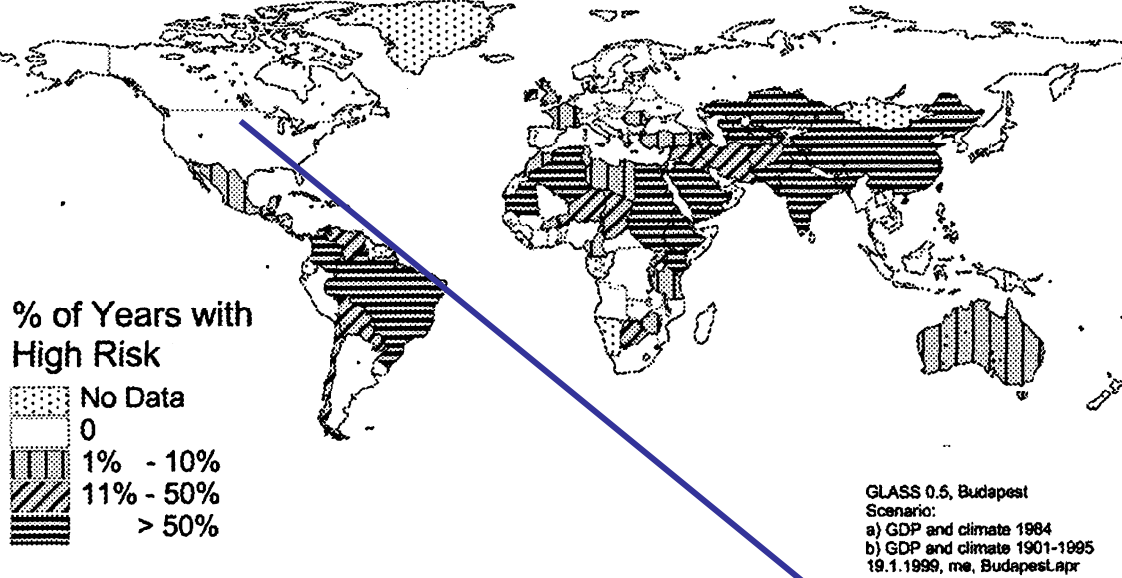 % of Years with
High Risk
No Data
0
1% - 10%
11% - 50%
> 50%
GLASS 0.5, Budapest
Scenario:
a) GDP and climate 1984
b) GDP and climate 1901-1995
19.1.1999, me, Budapest.apr